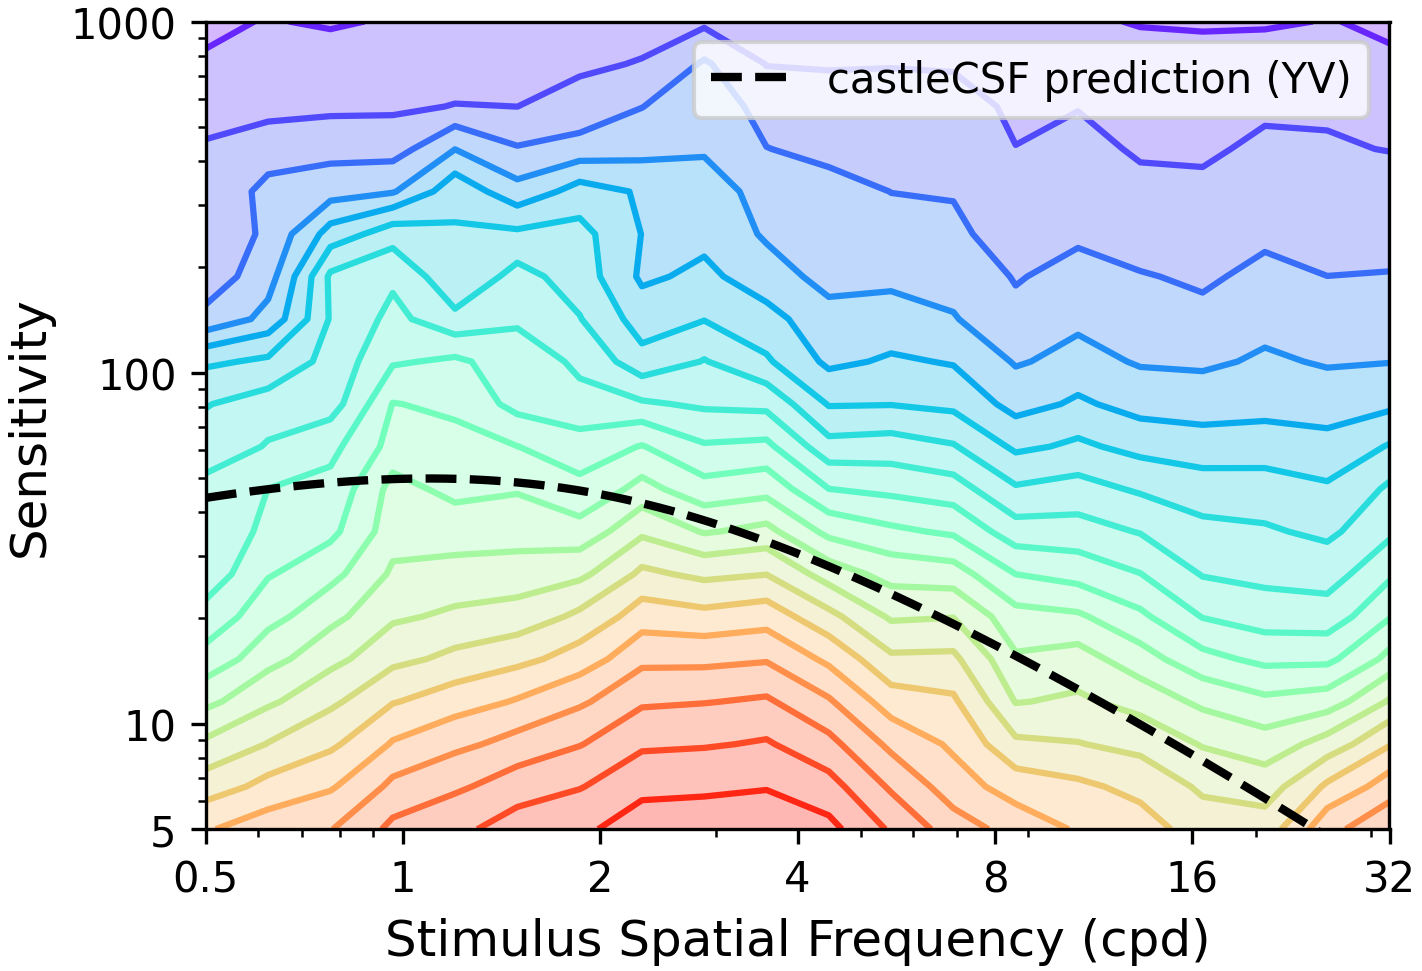 1000
castleCSF prediction (YV)
Sensitivity
100
10
5
0.5 1 2 4 8 16 32
Stimulus Spatial Frequency (cpd)